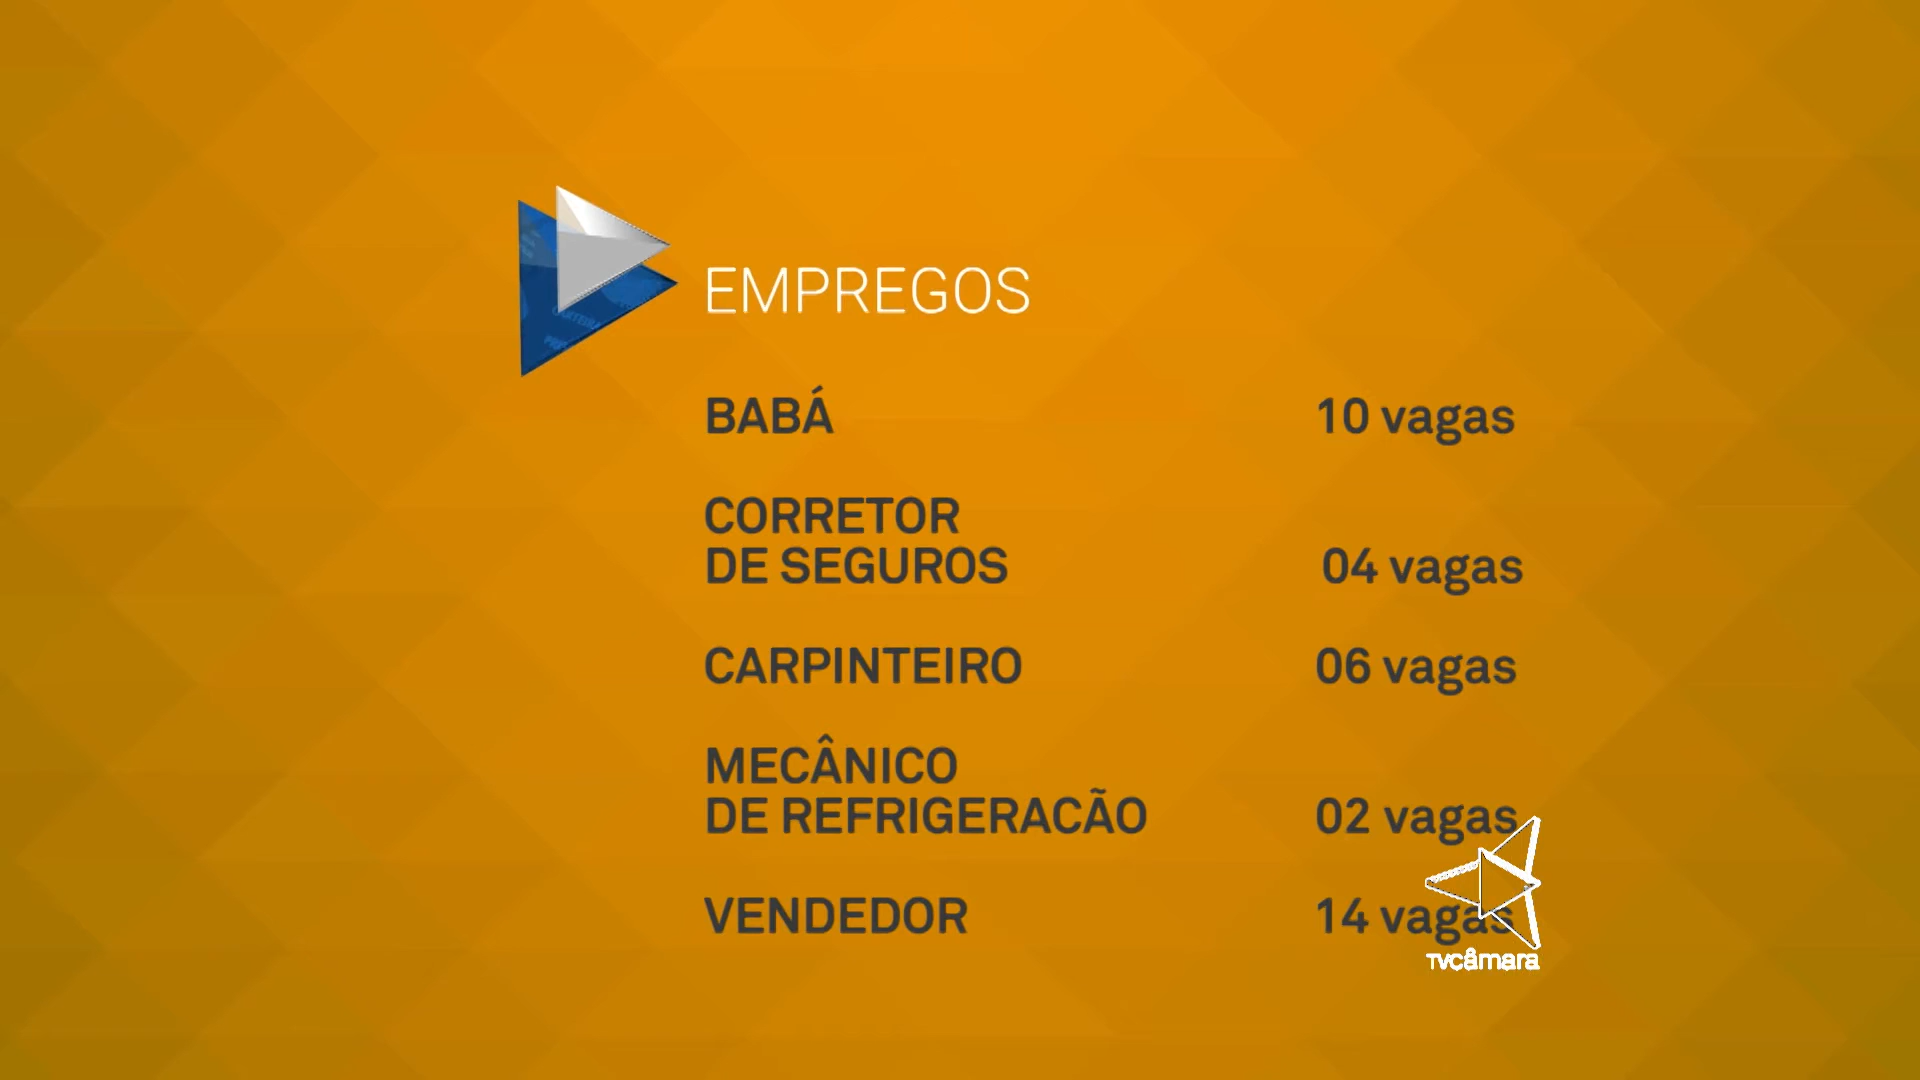 EMPREGOS
BABÁ 10 vagas
CORRETOR
DE SEGUROS 04 vagas
CARPINTEIRO 06 vagas
MECÂNICO
DE REFRIGERACÃO 02 vagas
VENDEDOR 14 vagas
TVCâmara